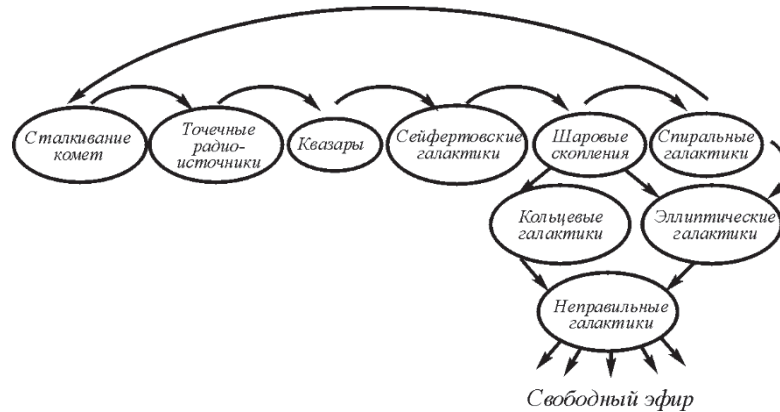 Сталкивание
комет
Точечные
радио-
источники
Квазары
Сейфертовские
галактики
Шаровые
скопления
Спиральные
галактики
Кольцевые
галактики
Эллиптические
галактики
Неправильные
галактики
Свободный эфир